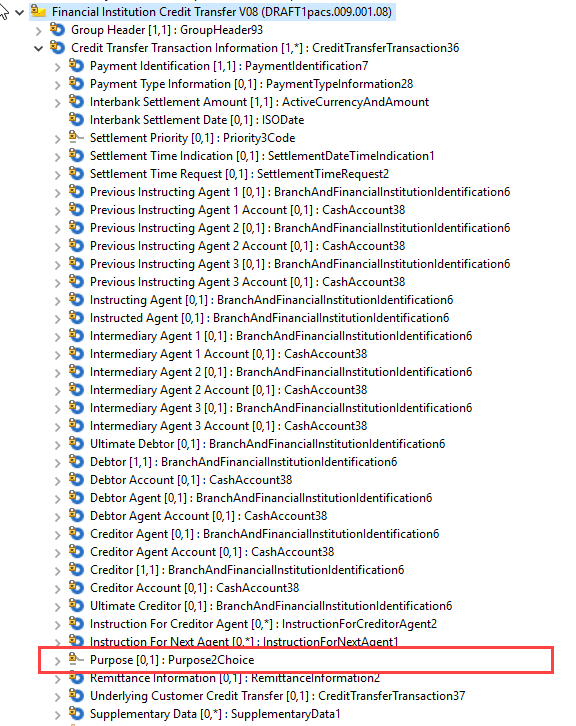 Financial Institution Credit Transfer V08 (DRAFT1pacs.009.001.08)
Group Header [1,1] : GroupHeader93
Credit Transfer Transaction Information [1,*] : CreditTransferTransaction36
Payment Identification [1,1] : PaymentIdentification7
Payment Type Information [0,1] : PaymentTypeInformation28
Interbank Settlement Amount [1,1] : ActiveCurrencyAndAmount
Interbank Settlement Date [0,1] : ISODate
Settlement Priority [0,1] : Priority3Code
Settlement Time Indication [0,1] : SettlementDateTimeIndication1
Settlement Time Request [0,1] : SettlementTimeRequest2
Previous Instructing Agent 1 [0,1] : BranchAndFinancialInstitutionIdentification6
Previous Instructing Agent 1 Account [0,1] : CashAccount38
Previous Instructing Agent 2 [0,1] : BranchAndFinancialInstitutionIdentification6
Previous Instructing Agent 2 Account [0,1] : CashAccount38
Previous Instructing Agent 3 [0,1] : BranchAndFinancialInstitutionIdentification6
Previous Instructing Agent 3 Account [0,1] : CashAccount38
Instructing Agent [0,1] : BranchAndFinancialInstitutionIdentification6
Instructed Agent [0,1] : BranchAndFinancialInstitutionIdentification6
Intermediary Agent 1 [0,1] : BranchAndFinancialInstitutionIdentification6
Intermediary Agent 1 Account [0,1] : CashAccount38
Intermediary Agent 2 [0,1] : BranchAndFinancialInstitutionIdentification6
Intermediary Agent 2 Account [0,1] : CashAccount38
Intermediary Agent 3 [0,1] : BranchAndFinancialInstitutionIdentification6
Intermediary Agent 3 Account [0,1] : CashAccount38
Ultimate Debtor [0,1] : BranchAndFinancialInstitutionIdentification6
Debtor [1,1] : BranchAndFinancialInstitutionIdentification6
Debtor Account [0,1] : CashAccount38
Debtor Agent [0,1] : BranchAndFinancialInstitutionIdentification6
Debtor Agent Account [0,1] : CashAccount38
Creditor Agent [0,1] : BranchAndFinancialInstitutionIdentification6
Creditor Agent Account [0,1] : CashAccount38
Creditor [1,1] : BranchAndFinancialInstitutionIdentification6
Creditor Account [0,1] : CashAccount38
Ultimate Creditor [0,1] : BranchAndFinancialInstitutionIdentification6
Instruction For Creditor Agent [0,*] : InstructionForCreditorAgent2
Instruction For Next Agent [0,*] : InstructionForNextAgent1
Purpose [0,1] : Purpose2Choice
Remittance Information [0,1] : RemittanceInformation2
Underlying Customer Credit Transfer [0,1] : CreditTransferTransaction37
Supplementary Data [0,*] : SupplementaryData1